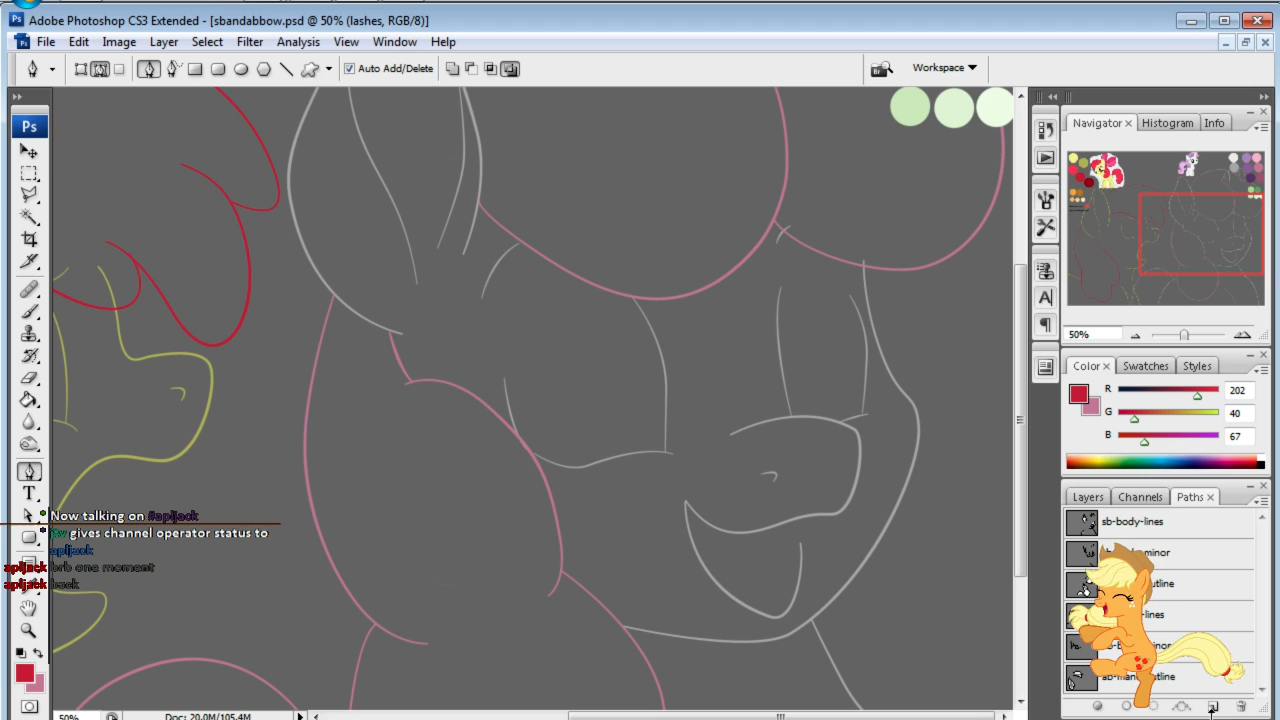 Adobe Photoshop CS3 Extended - [sbandabbow.psd @ 50% (lashes, RGB/8)]
File Edit Image Layer Select Filter Analysis View Window Help
Auto Add/Delete
Br
Workspace
Ps
Navigator Histogram Info
50%
Color Swatches Styles
R 202
G 40
B 67
Layers Channels Paths
sb-body-lines
Now talking on #apljack
gives channel operator status to
apljack
apljack brb one moment
apljack back
50% Doc: 20.0M/105.4M